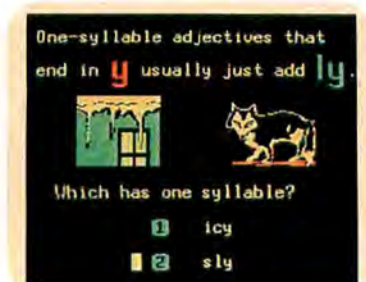 One-syllable adjectives that
end in y usually just add ly.
Which has one syllable?
1 icy
2 sly